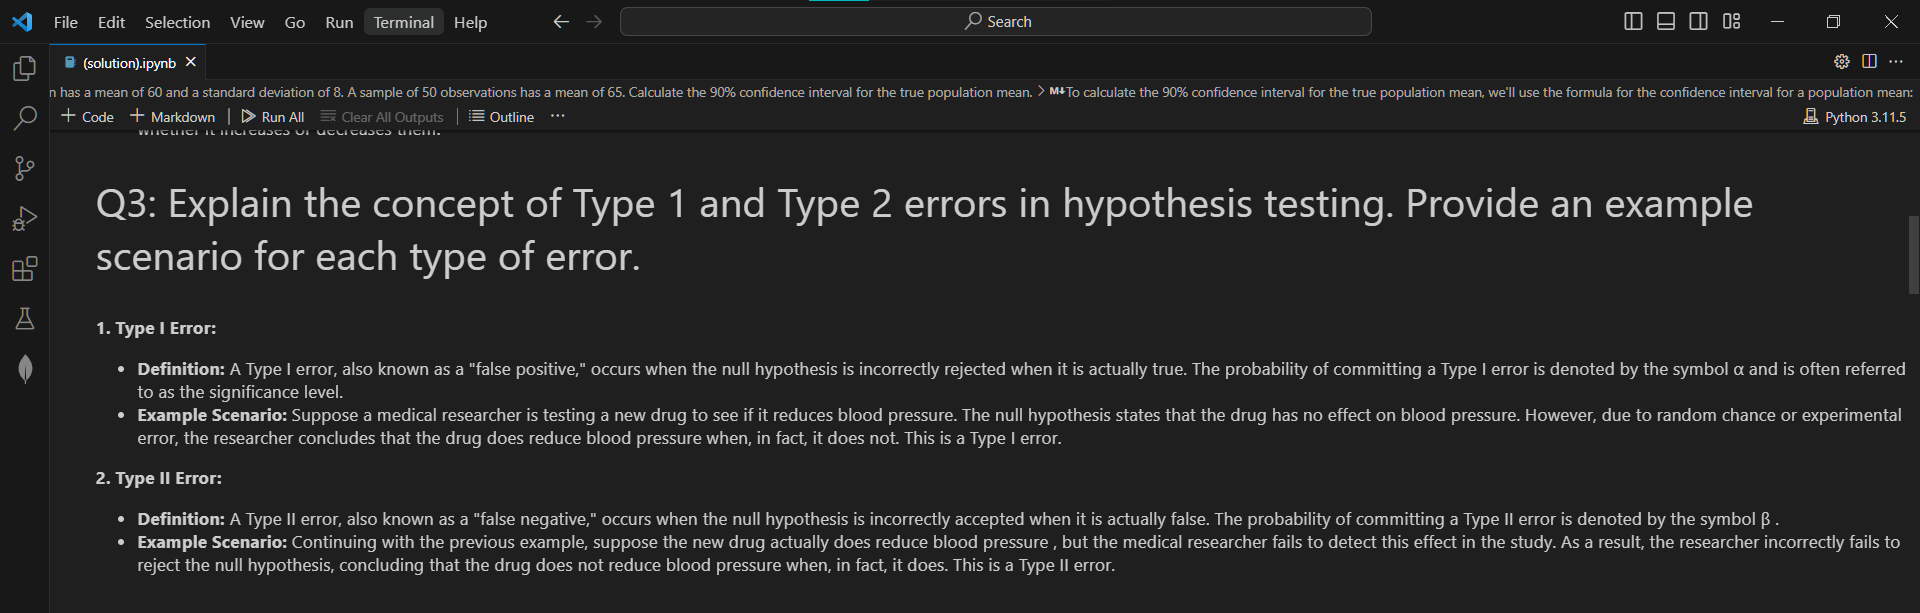 File Edit Selection View Go Run Terminal Help
Search
(solution).ipynb
n has a mean of 60 and a standard deviation of 8. A sample of 50 observations has a mean of 65. Calculate the 90% confidence interval for the true population mean. > M↓To calculate the 90% confidence interval for the true population mean, we'll use the formula for the confidence interval for a population mean:
+ Code + Markdown Run All Clear All Outputs Outline ... Python 3.11.5
whether it increases or decreases them.
Q3: Explain the concept of Type 1 and Type 2 errors in hypothesis testing. Provide an example
scenario for each type of error.
1. Type I Error:
• Definition: A Type I error, also known as a "false positive," occurs when the null hypothesis is incorrectly rejected when it is actually true. The probability of committing a Type I error is denoted by the symbol α and is often referred
to as the significance level.
• Example Scenario: Suppose a medical researcher is testing a new drug to see if it reduces blood pressure. The null hypothesis states that the drug has no effect on blood pressure. However, due to random chance or experimental
error, the researcher concludes that the drug does reduce blood pressure when, in fact, it does not. This is a Type I error.
2. Type II Error:
• Definition: A Type II error, also known as a "false negative," occurs when the null hypothesis is incorrectly accepted when it is actually false. The probability of committing a Type II error is denoted by the symbol β .
• Example Scenario: Continuing with the previous example, suppose the new drug actually does reduce blood pressure , but the medical researcher fails to detect this effect in the study. As a result, the researcher incorrectly fails to
reject the null hypothesis, concluding that the drug does not reduce blood pressure when, in fact, it does. This is a Type II error.